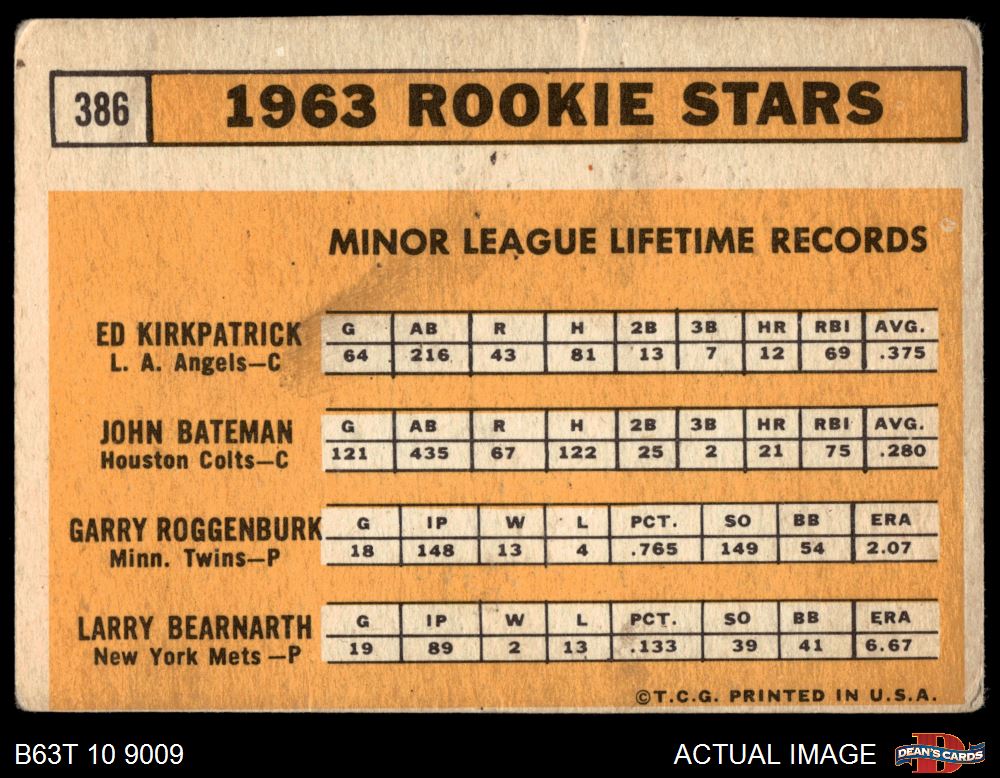 386 1963 ROOKIE STARS
MINOR LEAGUE LIFETIME RECORDS
ED KIRKPATRICK
L. A. Angels—C
G AB R H 2B 3B HR RBI AVG.
64 216 43 81 13 7 12 69 .375
JOHN BATEMAN
Houston Colts—C
G AB R H 2B 3B HR RBI AVG.
121 435 67 122 25 2 21 75 .280
GARRY ROGGENBURK
Minn. Twins—P
G IP W L PCT. SO BB ERA
18 148 13 4 .765 149 54 2.07
LARRY BEARNARTH
New York Mets—P
G IP W L PCT. SO BB ERA
19 89 2 13 .133 39 41 6.67
©T.C.G. PRINTED IN U.S.A.
B63T 10 9009
ACTUAL IMAGE
DEAN'S CARDS